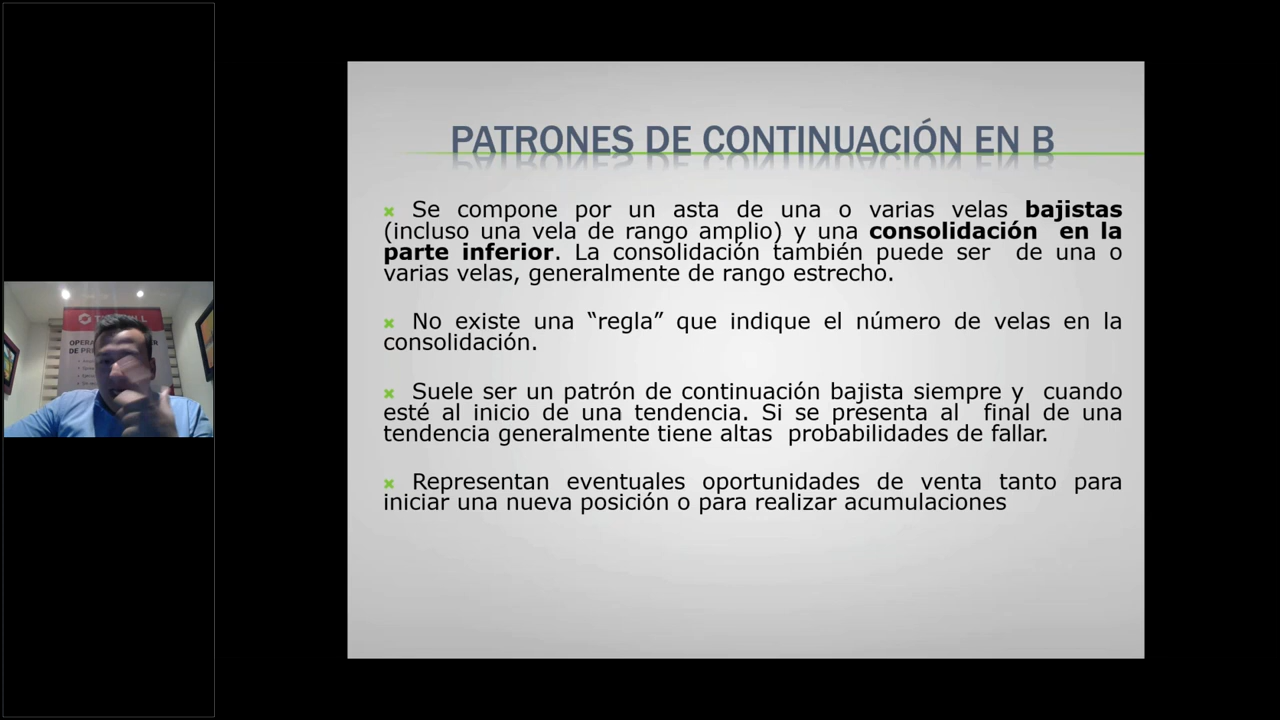 PATRONES DE CONTINUACIÓN EN B
Se compone por un asta de una o varias velas bajistas
(incluso una vela de rango amplio) y una consolidación en la
parte inferior. La consolidación también puede ser de una o
varias velas, generalmente de rango estrecho.
No existe una “regla” que indique el número de velas en la
consolidación.
Suele ser un patrón de continuación bajista siempre y cuando
esté al inicio de una tendencia. Si se presenta al final de una
tendencia generalmente tiene altas probabilidades de fallar.
Representan eventuales oportunidades de venta tanto para
iniciar una nueva posición o para realizar acumulaciones